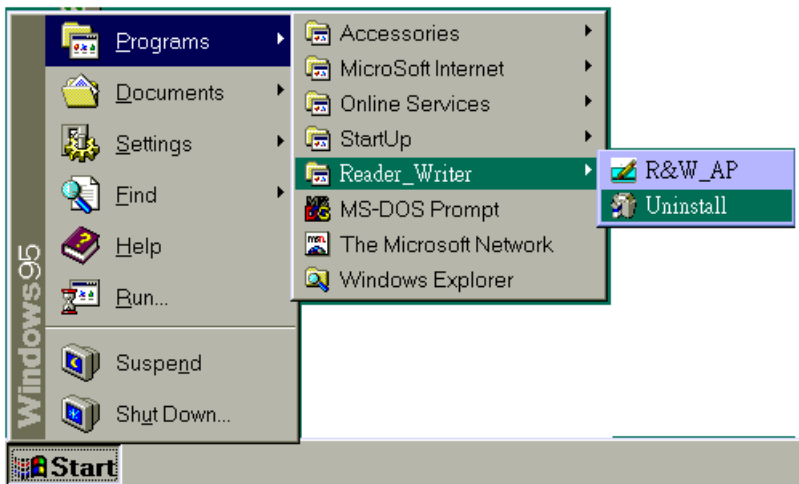 Programs
Documents
Settings
Find
Help
Run...
Suspend
Shut Down...
Windows95
Start
Accessories
MicroSoft Internet
Online Services
StartUp
Reader_Writer
MS-DOS Prompt
The Microsoft Network
Windows Explorer
R&W_AP
Uninstall